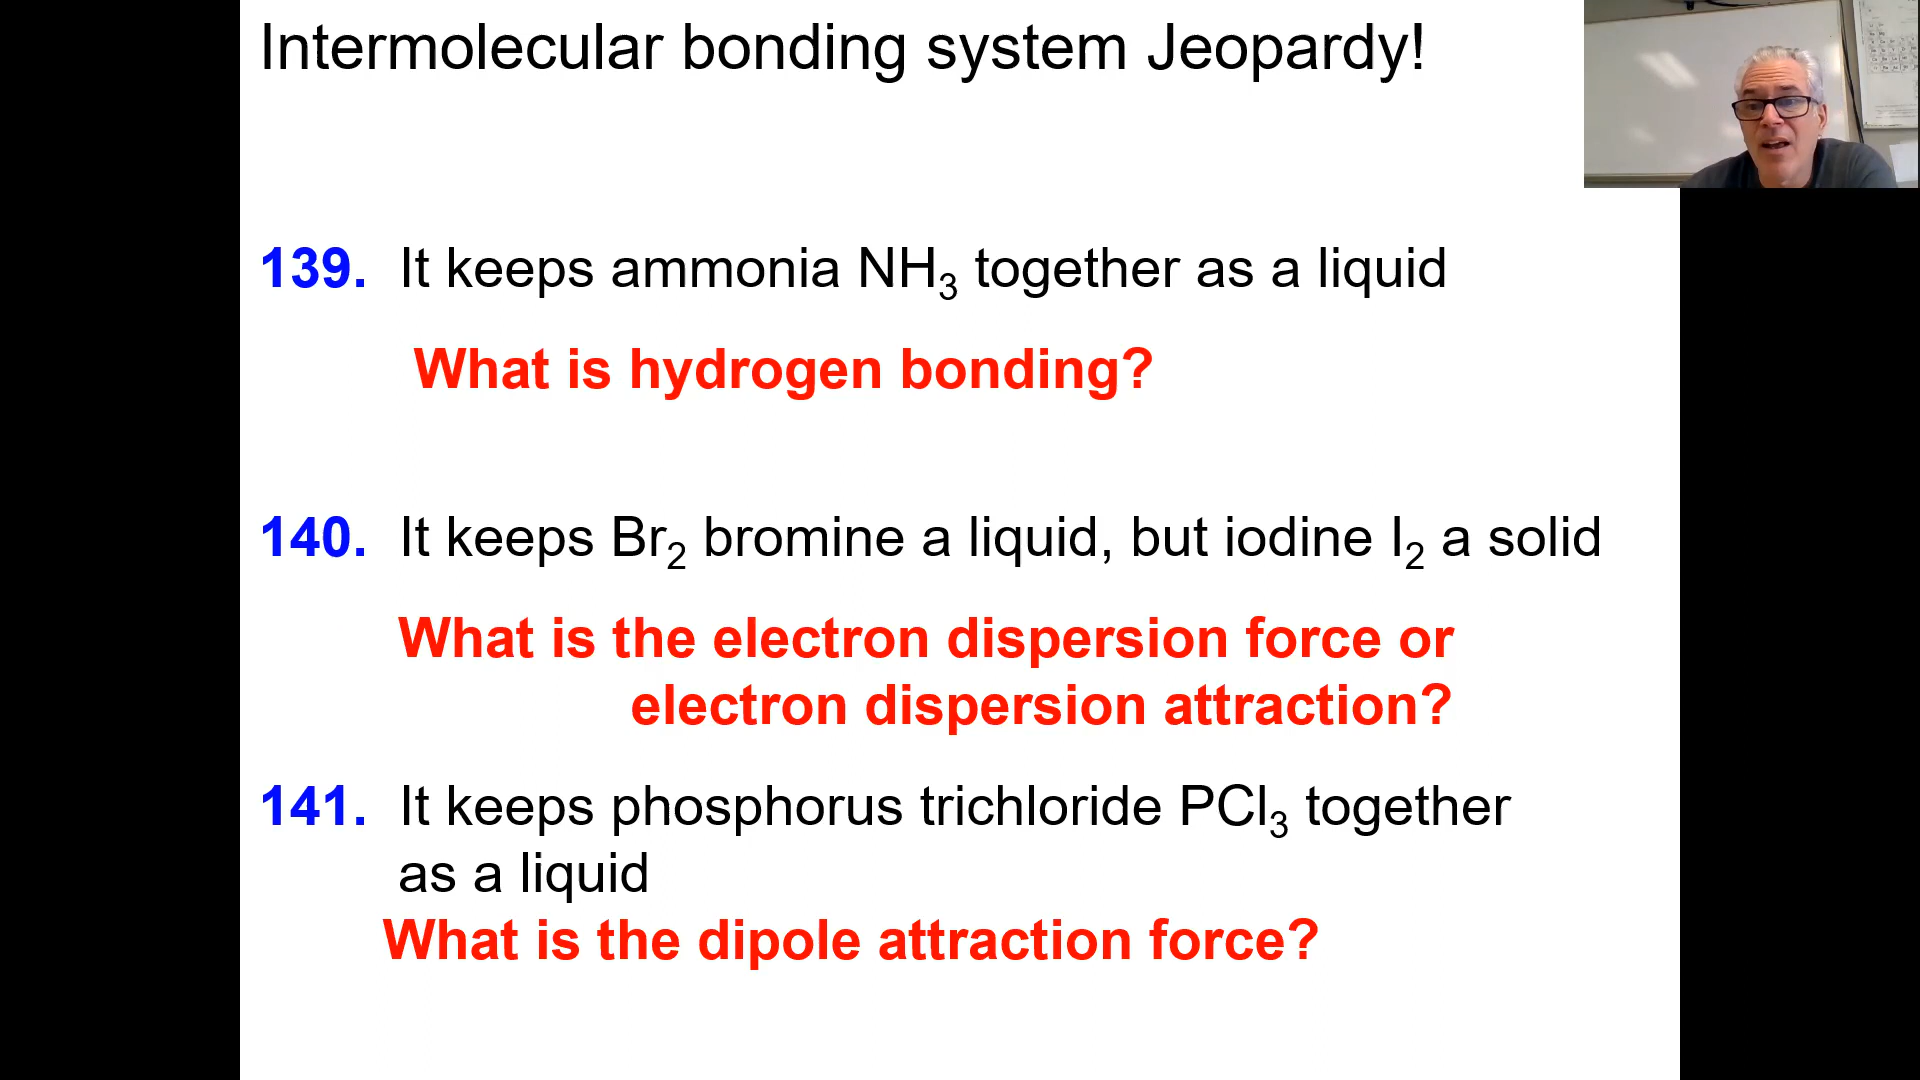 Intermolecular bonding system Jeopardy!
139. It keeps ammonia NH₃ together as a liquid
What is hydrogen bonding?
140. It keeps Br₂ bromine a liquid, but iodine I₂ a solid
What is the electron dispersion force or
electron dispersion attraction?
141. It keeps phosphorus trichloride PCl₃ together
as a liquid
What is the dipole attraction force?